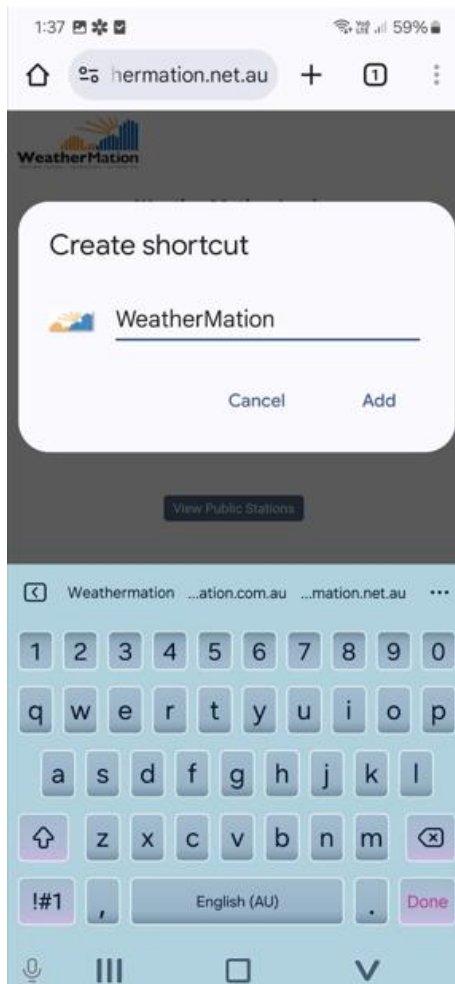 1:37 59%
hermation.net.au + 1
WeatherMation
Create shortcut
WeatherMation
Cancel Add
View Public Stations
Weathermation ...ation.com.au ...mation.net.au ...
1 2 3 4 5 6 7 8 9 0
q w e r t y u i o p
a s d f g h j k l
z x c v b n m
!#1 , English (AU) . Done